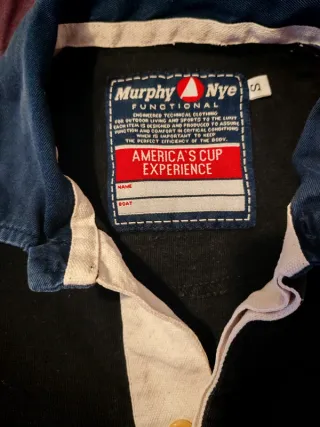 Murphy Nye
FUNCTIONAL
ENGINEERED TECHNICAL CLOTHING
FOR OUTDOOR LIVING AND SPORTS TO THE LIMIT
EACH ITEM IS DESIGNED AND PRODUCED TO ASSURE
FUNCTION AND COMFORT IN CRITICAL CONDITIONS
WHEN IS IMPORTANT TO KEEP
THE PERFECT EFFICIENCY OF THE BODY.
AMERICA'S CUP
EXPERIENCE
NAME
BOAT
S